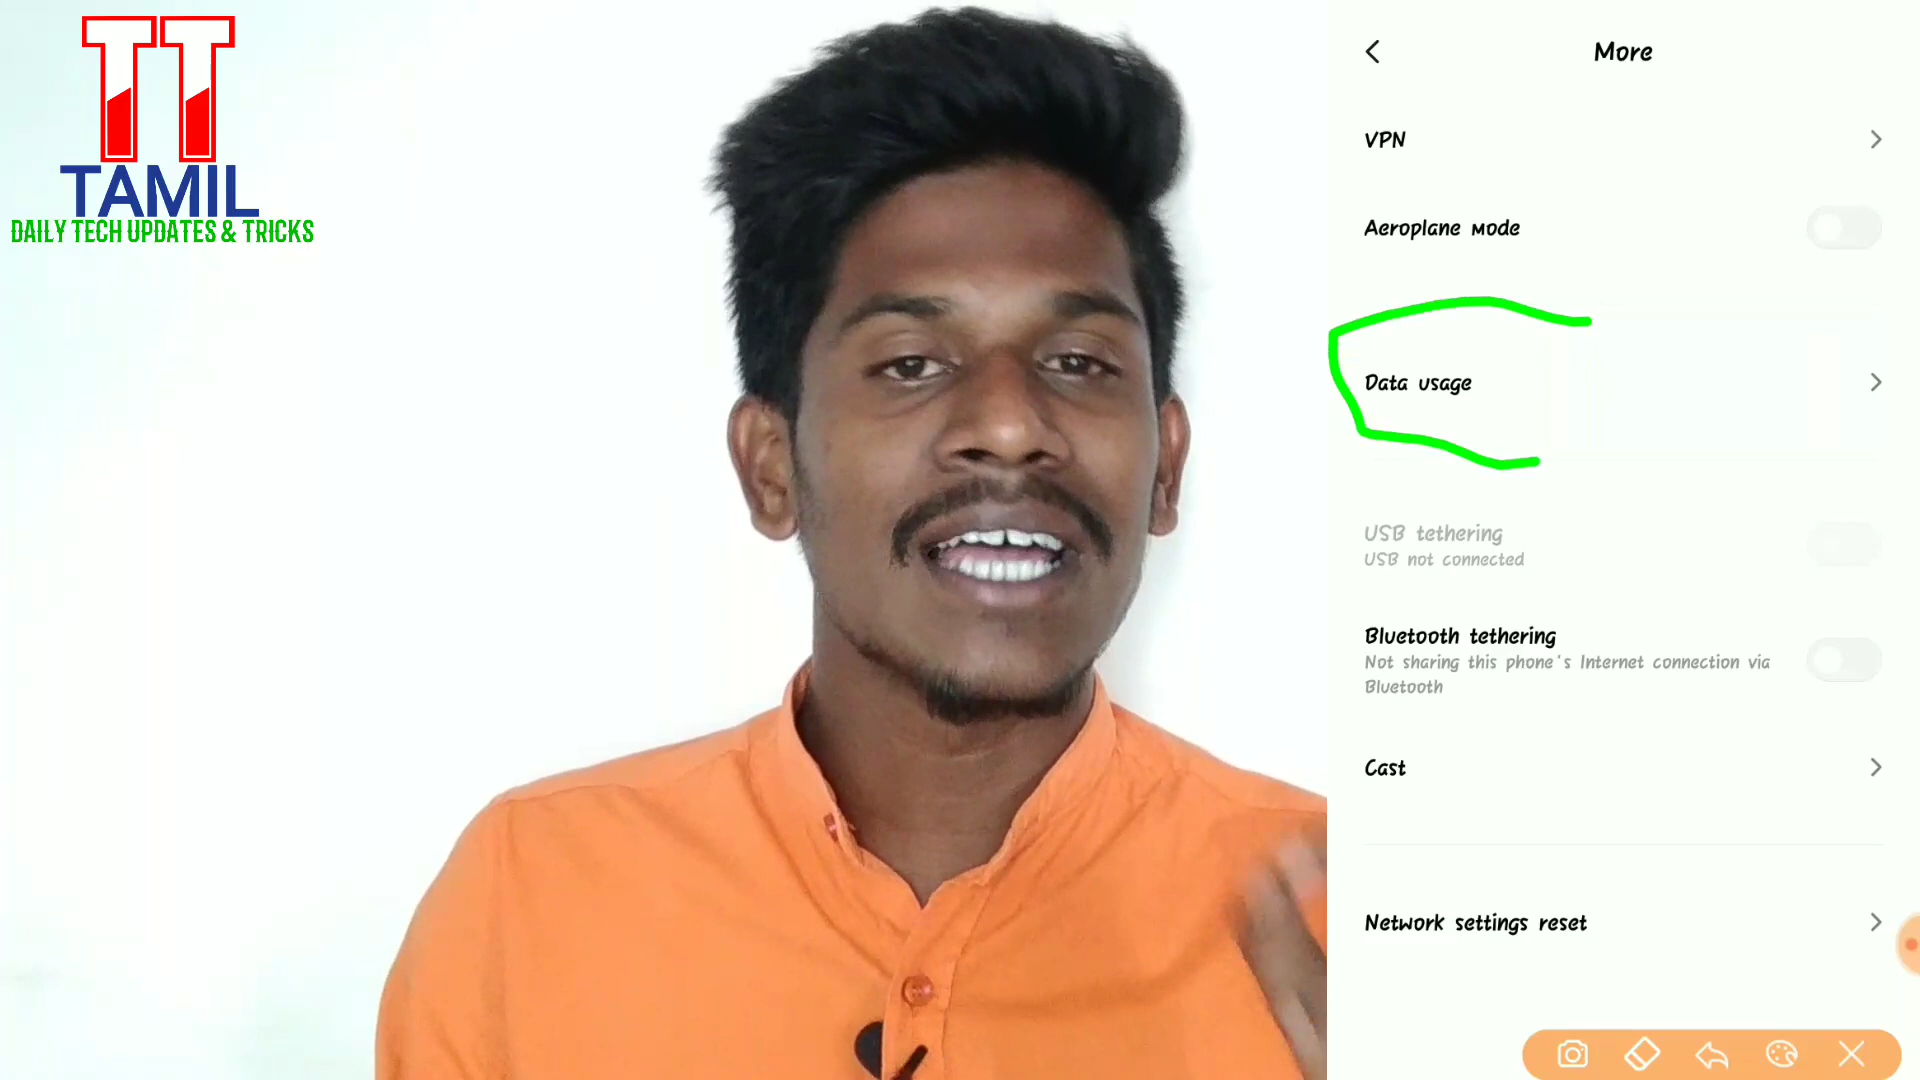 TT
TAMIL
DAILY TECH UPDATES & TRICKS
More
VPN
Aeroplane mode
Data usage
USB tethering
USB not connected
Bluetooth tethering
Not sharing this phone's Internet connection via
Bluetooth
Cast
Network settings reset